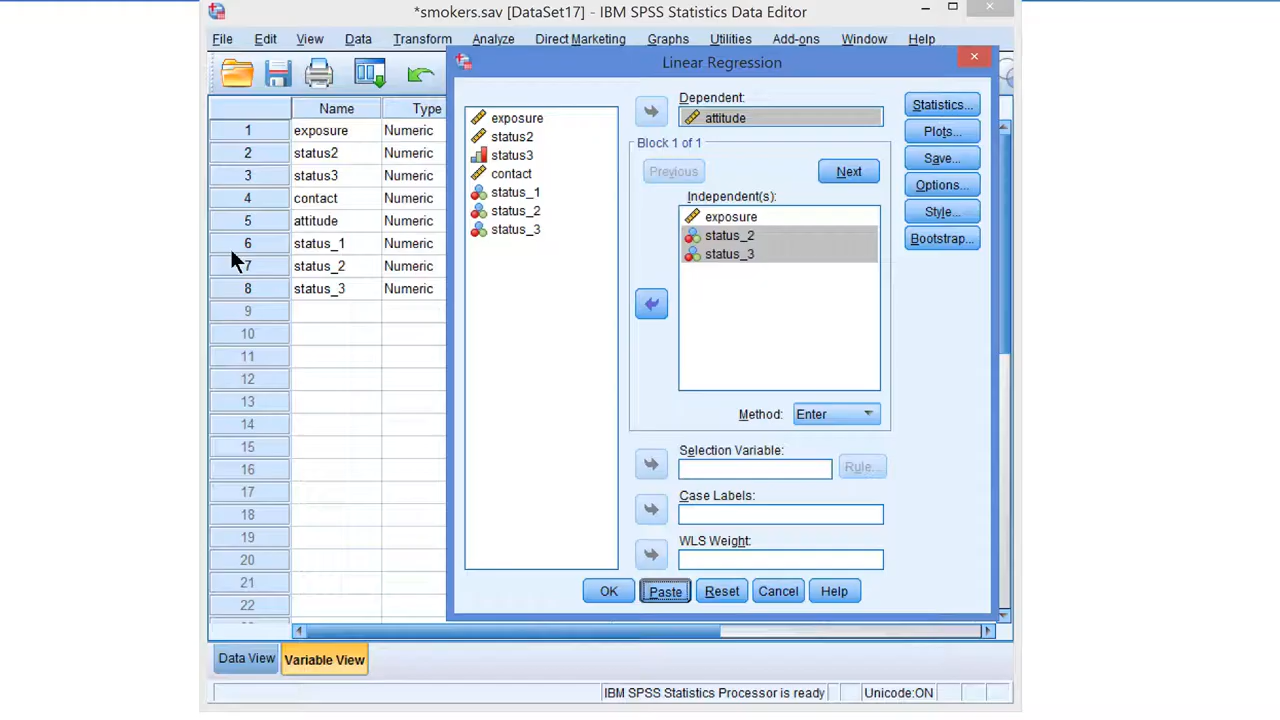 *smokers.sav [DataSet17] - IBM SPSS Statistics Data Editor
File Edit View Data Transform Analyze Direct Marketing Graphs Utilities Add-ons Window Help
Linear Regression
Name Type
1 exposure Numeric
2 status2 Numeric
3 status3 Numeric
4 contact Numeric
5 attitude Numeric
6 status_1 Numeric
7 status_2 Numeric
8 status_3 Numeric
9
10
11
12
13
14
15
16
17
18
19
20
21
22
exposure
status2
status3
contact
status_1
status_2
status_3
Dependent:
attitude
Block 1 of 1
Previous Next
Independent(s):
exposure
status_2
status_3
Method: Enter
Selection Variable:
Rule...
Case Labels:
WLS Weight:
Statistics...
Plots...
Save...
Options...
Style...
Bootstrap...
OK Paste Reset Cancel Help
Data View Variable View
IBM SPSS Statistics Processor is ready Unicode:ON